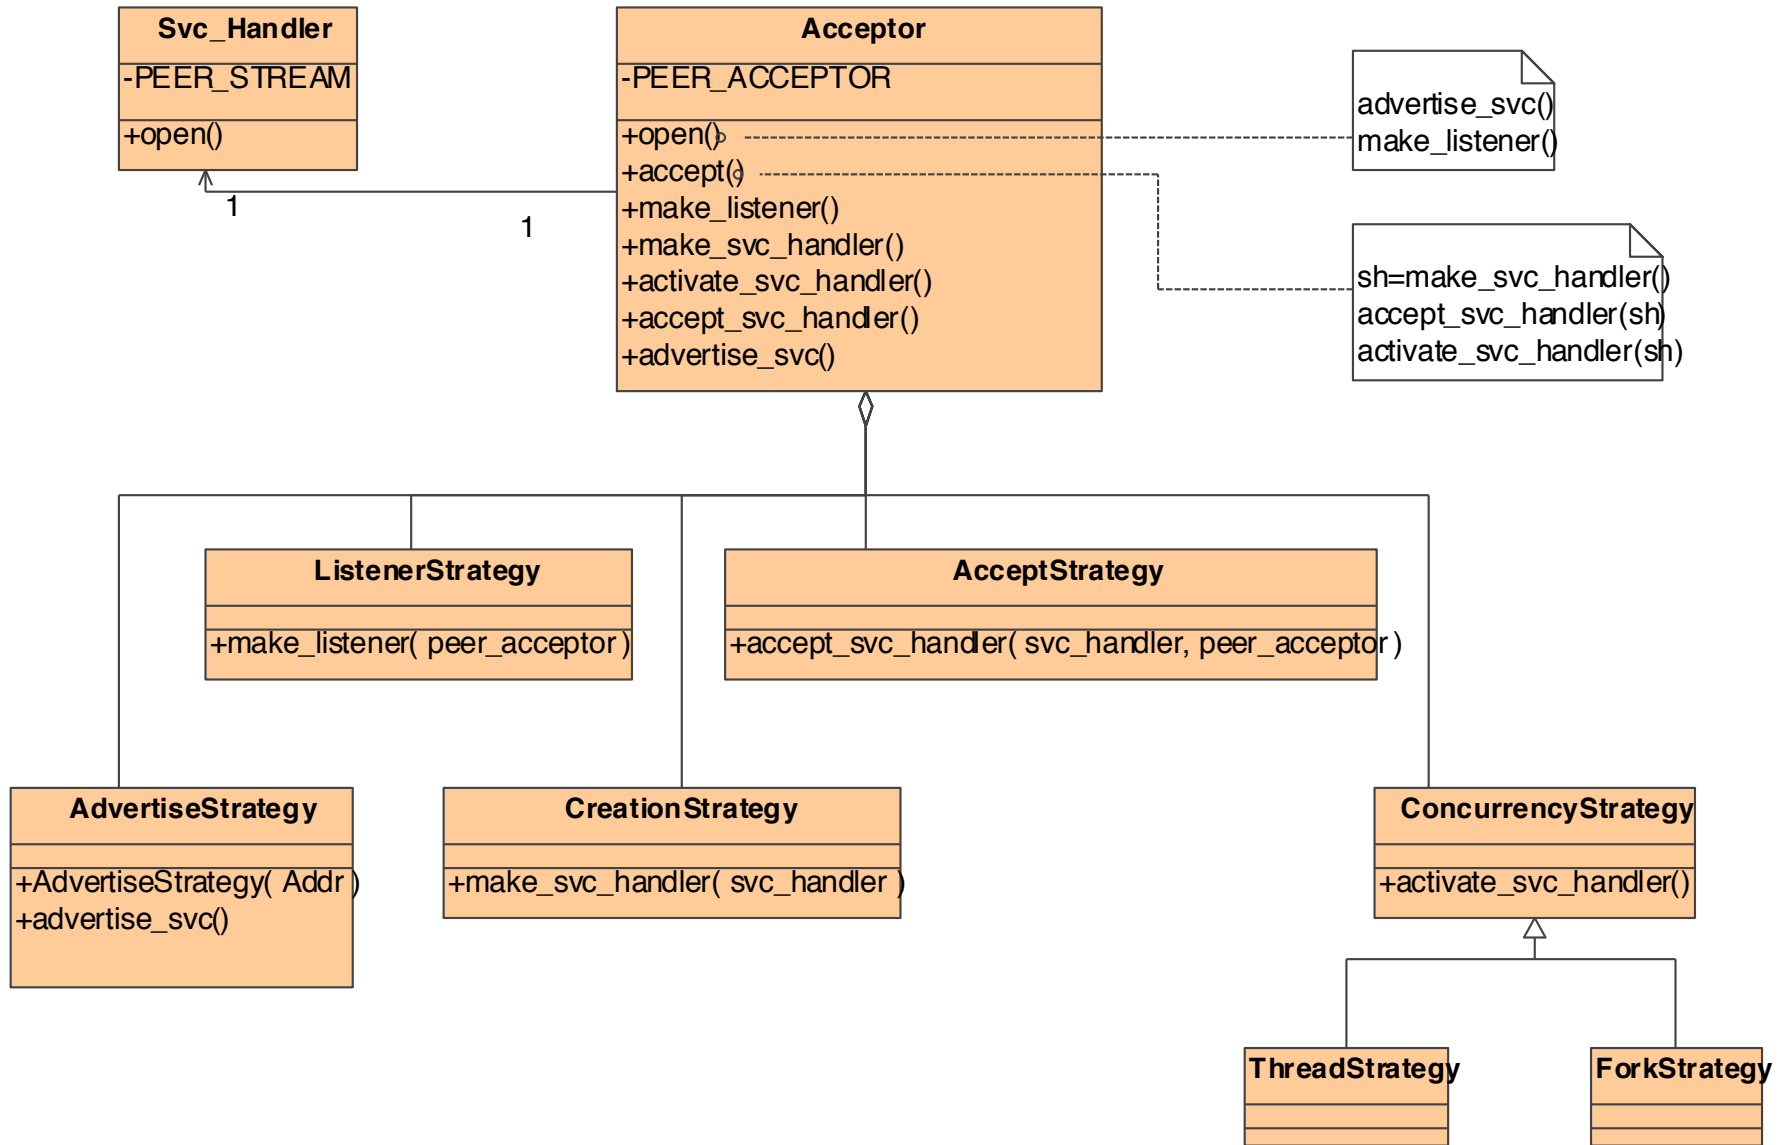 Svc_Handler
-PEER_STREAM
+open()
1
1
Acceptor
-PEER_ACCEPTOR
+open()
+accept()
+make_listener()
+make_svc_handler()
+activate_svc_handler()
+accept_svc_handler()
+advertise_svc()
advertise_svc()
make_listener()
sh=make_svc_handler()
accept_svc_handler(sh)
activate_svc_handler(sh)
ListenerStrategy
+make_listener( peer_acceptor )
AcceptStrategy
+accept_svc_handler( svc_handler, peer_acceptor )
AdvertiseStrategy
+AdvertiseStrategy( Addr )
+advertise_svc()
CreationStrategy
+make_svc_handler( svc_handler )
ConcurrencyStrategy
+activate_svc_handler()
ThreadStrategy
ForkStrategy